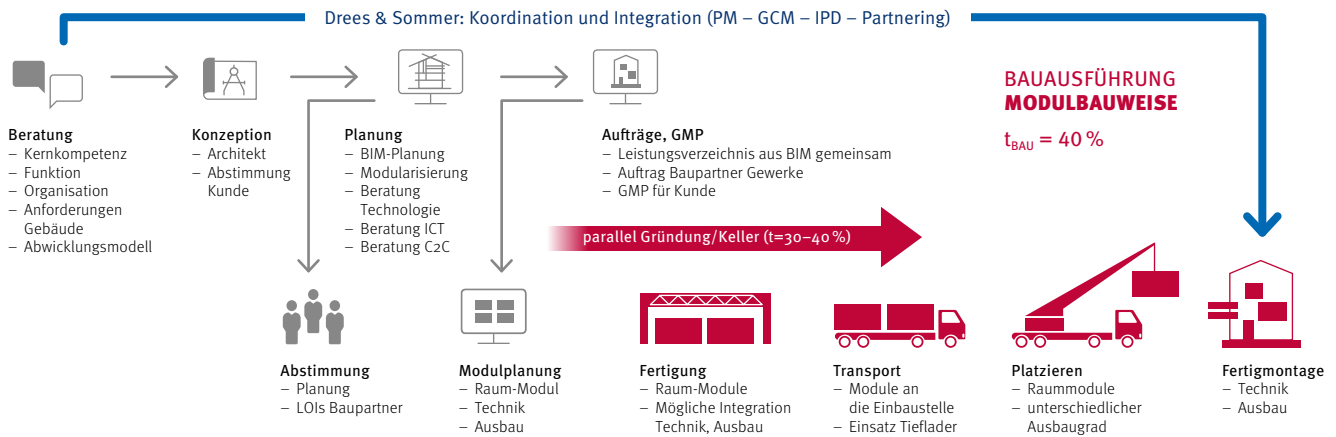 Drees & Sommer: Koordination und Integration (PM – GCM – IPD – Partnering)
BAUAUSFÜHRUNG
MODULBAUWEISE
tBAU = 40 %
Beratung
– Kernkompetenz
– Funktion
– Organisation
– Anforderungen
Gebäude
– Abwicklungsmodell
Konzeption
– Architekt
– Abstimmung
Kunde
Planung
– BIM-Planung
– Modularisierung
– Beratung
Technologie
– Beratung ICT
– Beratung C2C
Aufträge, GMP
– Leistungsverzeichnis aus BIM gemeinsam
– Auftrag Baupartner Gewerke
– GMP für Kunde
parallel Gründung/Keller (t=30–40 %)
Abstimmung
– Planung
– LOIs Baupartner
Modulplanung
– Raum-Modul
– Technik
– Ausbau
Fertigung
– Raum-Module
– Mögliche Integration
Technik, Ausbau
Transport
– Module an
die Einbaustelle
– Einsatz Tieflader
Platzieren
– Raummodule
– unterschiedlicher
Ausbaugrad
Fertigmontage
– Technik
– Ausbau